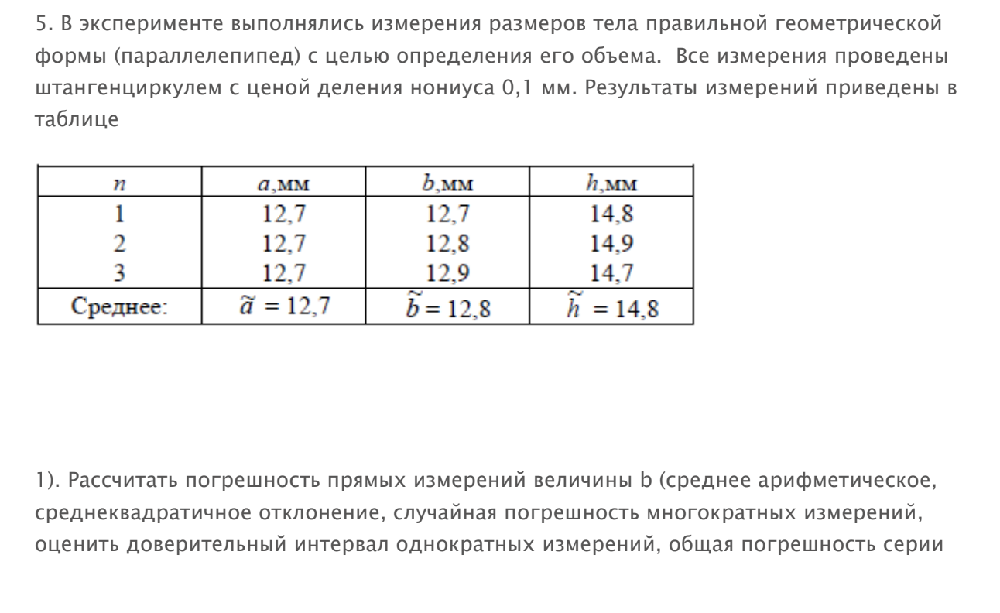 5. В эксперименте выполнялись измерения размеров тела правильной геометрической
формы (параллелепипед) с целью определения его объема.  Все измерения проведены
штангенциркулем с ценой деления нониуса 0,1 мм. Результаты измерений приведены в
таблице
n a,мм b,мм h,мм
1 12,7 12,7 14,8
2 12,7 12,8 14,9
3 12,7 12,9 14,7
Среднее: ã = 12,7 b̃ = 12,8 h̃ = 14,8
1). Рассчитать погрешность прямых измерений величины b (среднее арифметическое,
среднеквадратичное отклонение, случайная погрешность многократных измерений,
оценить доверительный интервал однократных измерений, общая погрешность серии